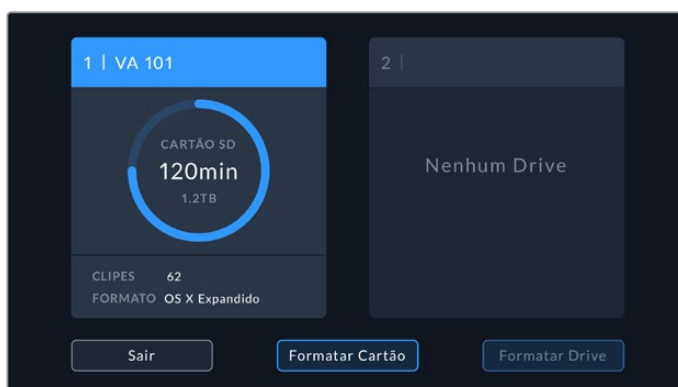 1 | VA 101
CARTÃO SD
120min
1.2TB
CLIPES 62
FORMATO OS X Expandido
2 |
Nenhum Drive
Sair
Formatar Cartão
Formatar Drive